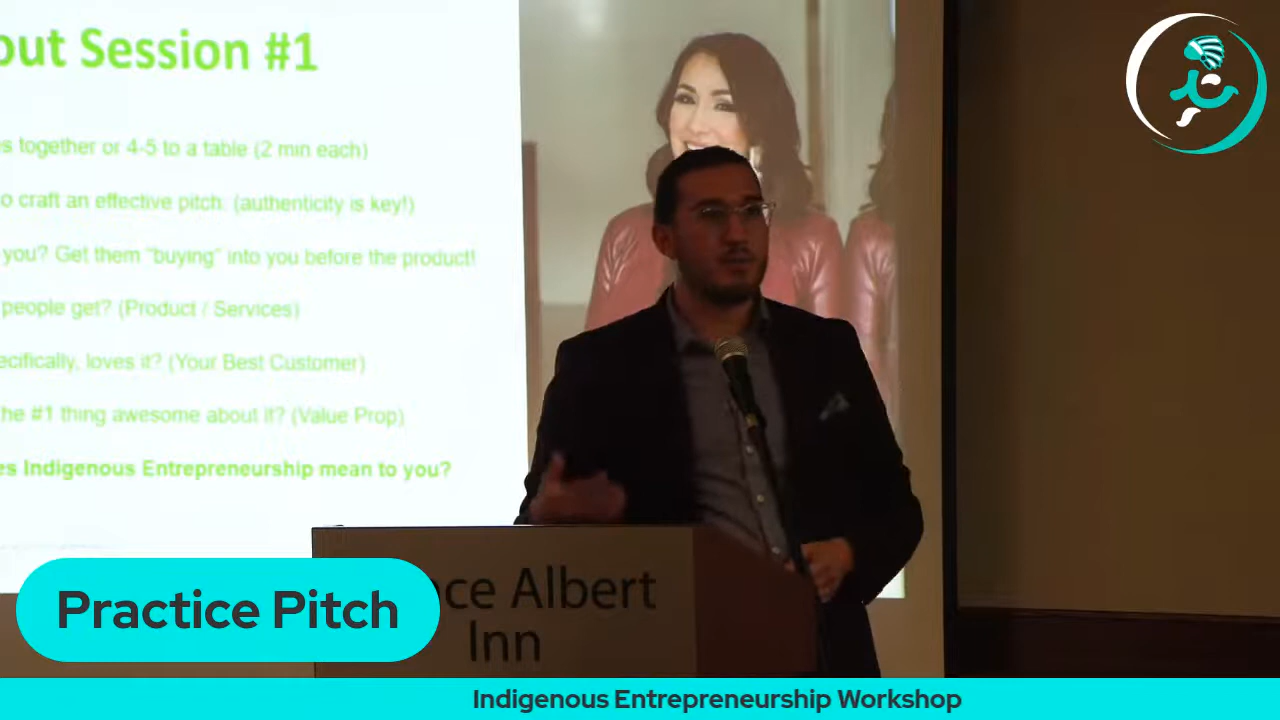 out Session #1
s together or 4-5 to a table (2 min each)
o craft an effective pitch. (authenticity is key!)
you? Get them "buying" into you before the product!
people get? (Product / Services)
ecifically, loves it? (Your Best Customer)
he #1 thing awesome about it? (Value Prop)
es Indigenous Entrepreneurship mean to you?
Practice Pitch
nce Albert
Inn
Indigenous Entrepreneurship Workshop